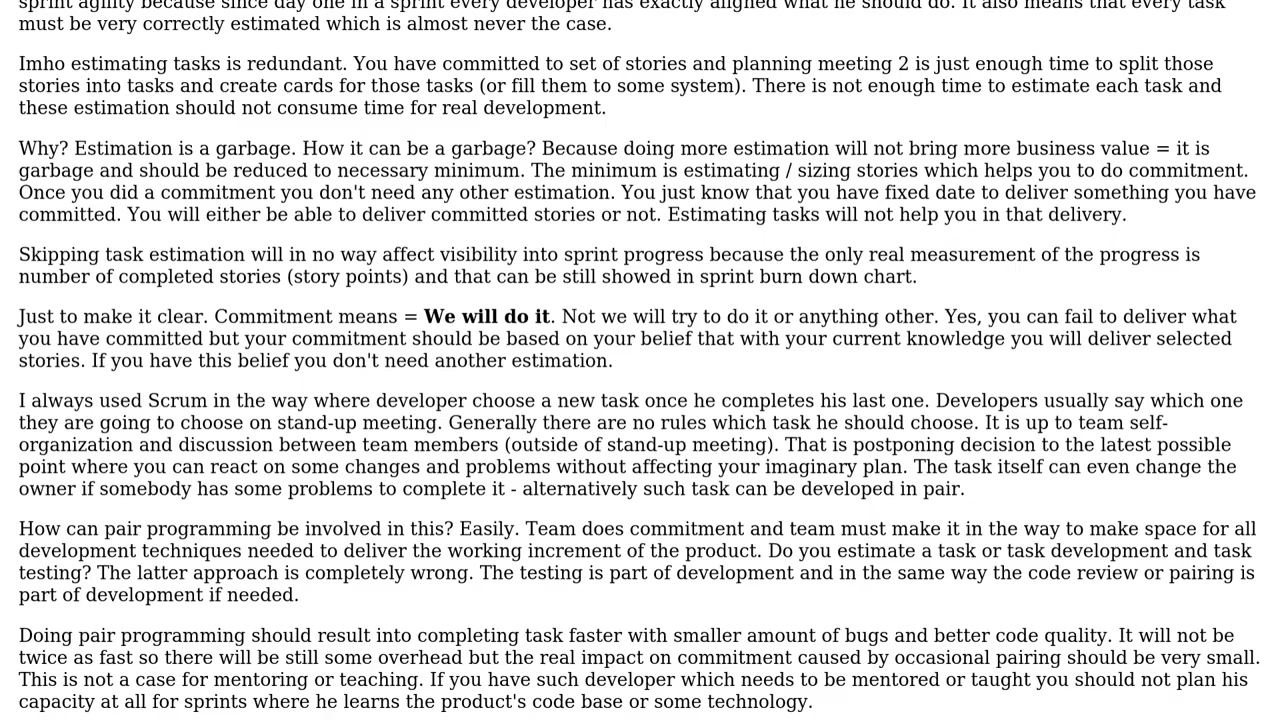 sprint agility because since day one in a sprint every developer has exactly aligned what he should do. It also means that every task
must be very correctly estimated which is almost never the case.
Imho estimating tasks is redundant. You have committed to set of stories and planning meeting 2 is just enough time to split those
stories into tasks and create cards for those tasks (or fill them to some system). There is not enough time to estimate each task and
these estimation should not consume time for real development.
Why? Estimation is a garbage. How it can be a garbage? Because doing more estimation will not bring more business value = it is
garbage and should be reduced to necessary minimum. The minimum is estimating / sizing stories which helps you to do commitment.
Once you did a commitment you don't need any other estimation. You just know that you have fixed date to deliver something you have
committed. You will either be able to deliver committed stories or not. Estimating tasks will not help you in that delivery.
Skipping task estimation will in no way affect visibility into sprint progress because the only real measurement of the progress is
number of completed stories (story points) and that can be still showed in sprint burn down chart.
Just to make it clear. Commitment means = We will do it. Not we will try to do it or anything other. Yes, you can fail to deliver what
you have committed but your commitment should be based on your belief that with your current knowledge you will deliver selected
stories. If you have this belief you don't need another estimation.
I always used Scrum in the way where developer choose a new task once he completes his last one. Developers usually say which one
they are going to choose on stand-up meeting. Generally there are no rules which task he should choose. It is up to team self-
organization and discussion between team members (outside of stand-up meeting). That is postponing decision to the latest possible
point where you can react on some changes and problems without affecting your imaginary plan. The task itself can even change the
owner if somebody has some problems to complete it - alternatively such task can be developed in pair.
How can pair programming be involved in this? Easily. Team does commitment and team must make it in the way to make space for all
development techniques needed to deliver the working increment of the product. Do you estimate a task or task development and task
testing? The latter approach is completely wrong. The testing is part of development and in the same way the code review or pairing is
part of development if needed.
Doing pair programming should result into completing task faster with smaller amount of bugs and better code quality. It will not be
twice as fast so there will be still some overhead but the real impact on commitment caused by occasional pairing should be very small.
This is not a case for mentoring or teaching. If you have such developer which needs to be mentored or taught you should not plan his
capacity at all for sprints where he learns the product's code base or some technology.